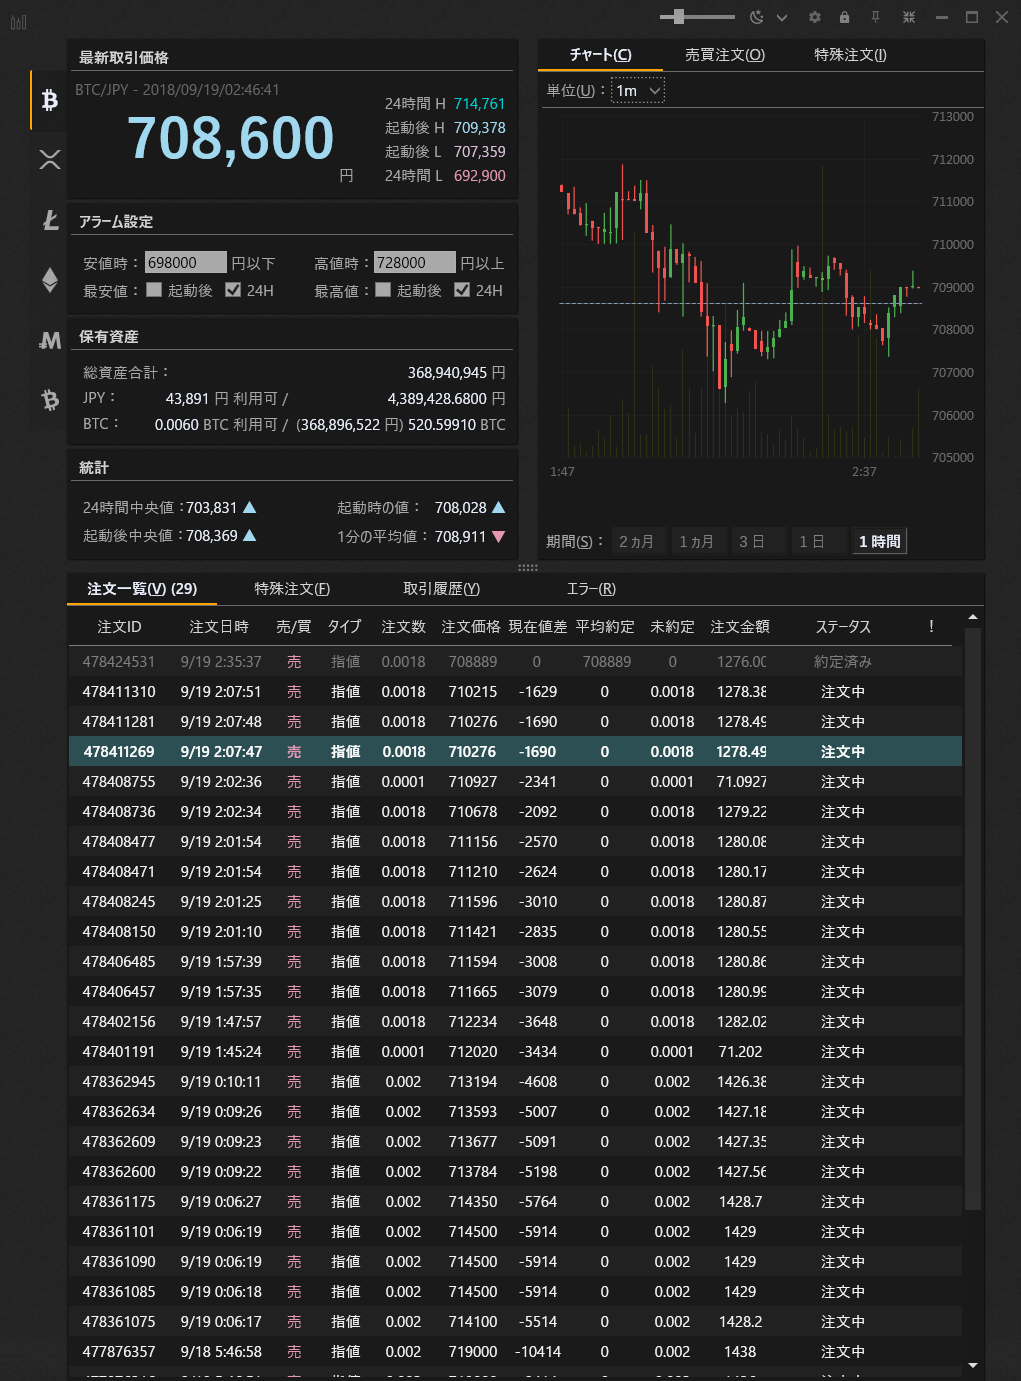 最新取引価格
BTC/JPY - 2018/09/19/02:46:41
708,600
円
24時間 H 714,761
起動後 H 709,378
起動後 L 707,359
24時間 L 692,900
アラーム設定
安値時： 698000 円以下 高値時： 728000 円以上
最安値： 起動後 24H 最高値： 起動後 24H
保有資産
総資産合計： 368,940,945 円
JPY： 43,891 円 利用可 / 4,389,428.6800 円
BTC： 0.0060 BTC 利用可 / (368,896,522 円) 520.59910 BTC
統計
24時間中央値：703,831 ▲ 起動時の値： 708,028 ▲
起動後中央値：708,369 ▲ 1分の平均値： 708,911 ▼
チャート(C) 売買注文(O) 特殊注文(I)
単位(U)： 1m
713000
712000
711000
710000
709000
708000
707000
706000
705000
1:47 2:37
期間(S)： 2ヵ月 1ヵ月 3日 1日 1時間
注文一覧(V) (29) 特殊注文(F) 取引履歴(Y) エラー(R)
注文ID 注文日時 売/買 タイプ 注文数 注文価格 現在値差 平均約定 未約定 注文金額 ステータス !
478424531 9/19 2:35:37 売 指値 0.0018 708889 0 708889 0 1276.00 約定済み
478411310 9/19 2:07:51 売 指値 0.0018 710215 -1629 0 0.0018 1278.38 注文中
478411281 9/19 2:07:48 売 指値 0.0018 710276 -1690 0 0.0018 1278.49 注文中
478411269 9/19 2:07:47 売 指値 0.0018 710276 -1690 0 0.0018 1278.49 注文中
478408755 9/19 2:02:36 売 指値 0.0001 710927 -2341 0 0.0001 71.0927 注文中
478408736 9/19 2:02:34 売 指値 0.0018 710678 -2092 0 0.0018 1279.22 注文中
478408477 9/19 2:01:54 売 指値 0.0018 711156 -2570 0 0.0018 1280.08 注文中
478408471 9/19 2:01:54 売 指値 0.0018 711210 -2624 0 0.0018 1280.17 注文中
478408245 9/19 2:01:25 売 指値 0.0018 711596 -3010 0 0.0018 1280.87 注文中
478408150 9/19 2:01:10 売 指値 0.0018 711421 -2835 0 0.0018 1280.55 注文中
478406485 9/19 1:57:39 売 指値 0.0018 711594 -3008 0 0.0018 1280.86 注文中
478406457 9/19 1:57:35 売 指値 0.0018 711665 -3079 0 0.0018 1280.99 注文中
478402156 9/19 1:47:57 売 指値 0.0018 712234 -3648 0 0.0018 1282.02 注文中
478401191 9/19 1:45:24 売 指値 0.0001 712020 -3434 0 0.0001 71.202 注文中
478362945 9/19 0:10:11 売 指値 0.002 713194 -4608 0 0.002 1426.38 注文中
478362634 9/19 0:09:26 売 指値 0.002 713593 -5007 0 0.002 1427.18 注文中
478362609 9/19 0:09:23 売 指値 0.002 713677 -5091 0 0.002 1427.35 注文中
478362600 9/19 0:09:22 売 指値 0.002 713784 -5198 0 0.002 1427.56 注文中
478361175 9/19 0:06:27 売 指値 0.002 714350 -5764 0 0.002 1428.7 注文中
478361101 9/19 0:06:19 売 指値 0.002 714500 -5914 0 0.002 1429 注文中
478361090 9/19 0:06:19 売 指値 0.002 714500 -5914 0 0.002 1429 注文中
478361085 9/19 0:06:18 売 指値 0.002 714500 -5914 0 0.002 1429 注文中
478361075 9/19 0:06:17 売 指値 0.002 714100 -5514 0 0.002 1428.2 注文中
477876357 9/18 5:46:58 売 指値 0.002 719000 -10414 0 0.002 1438 注文中